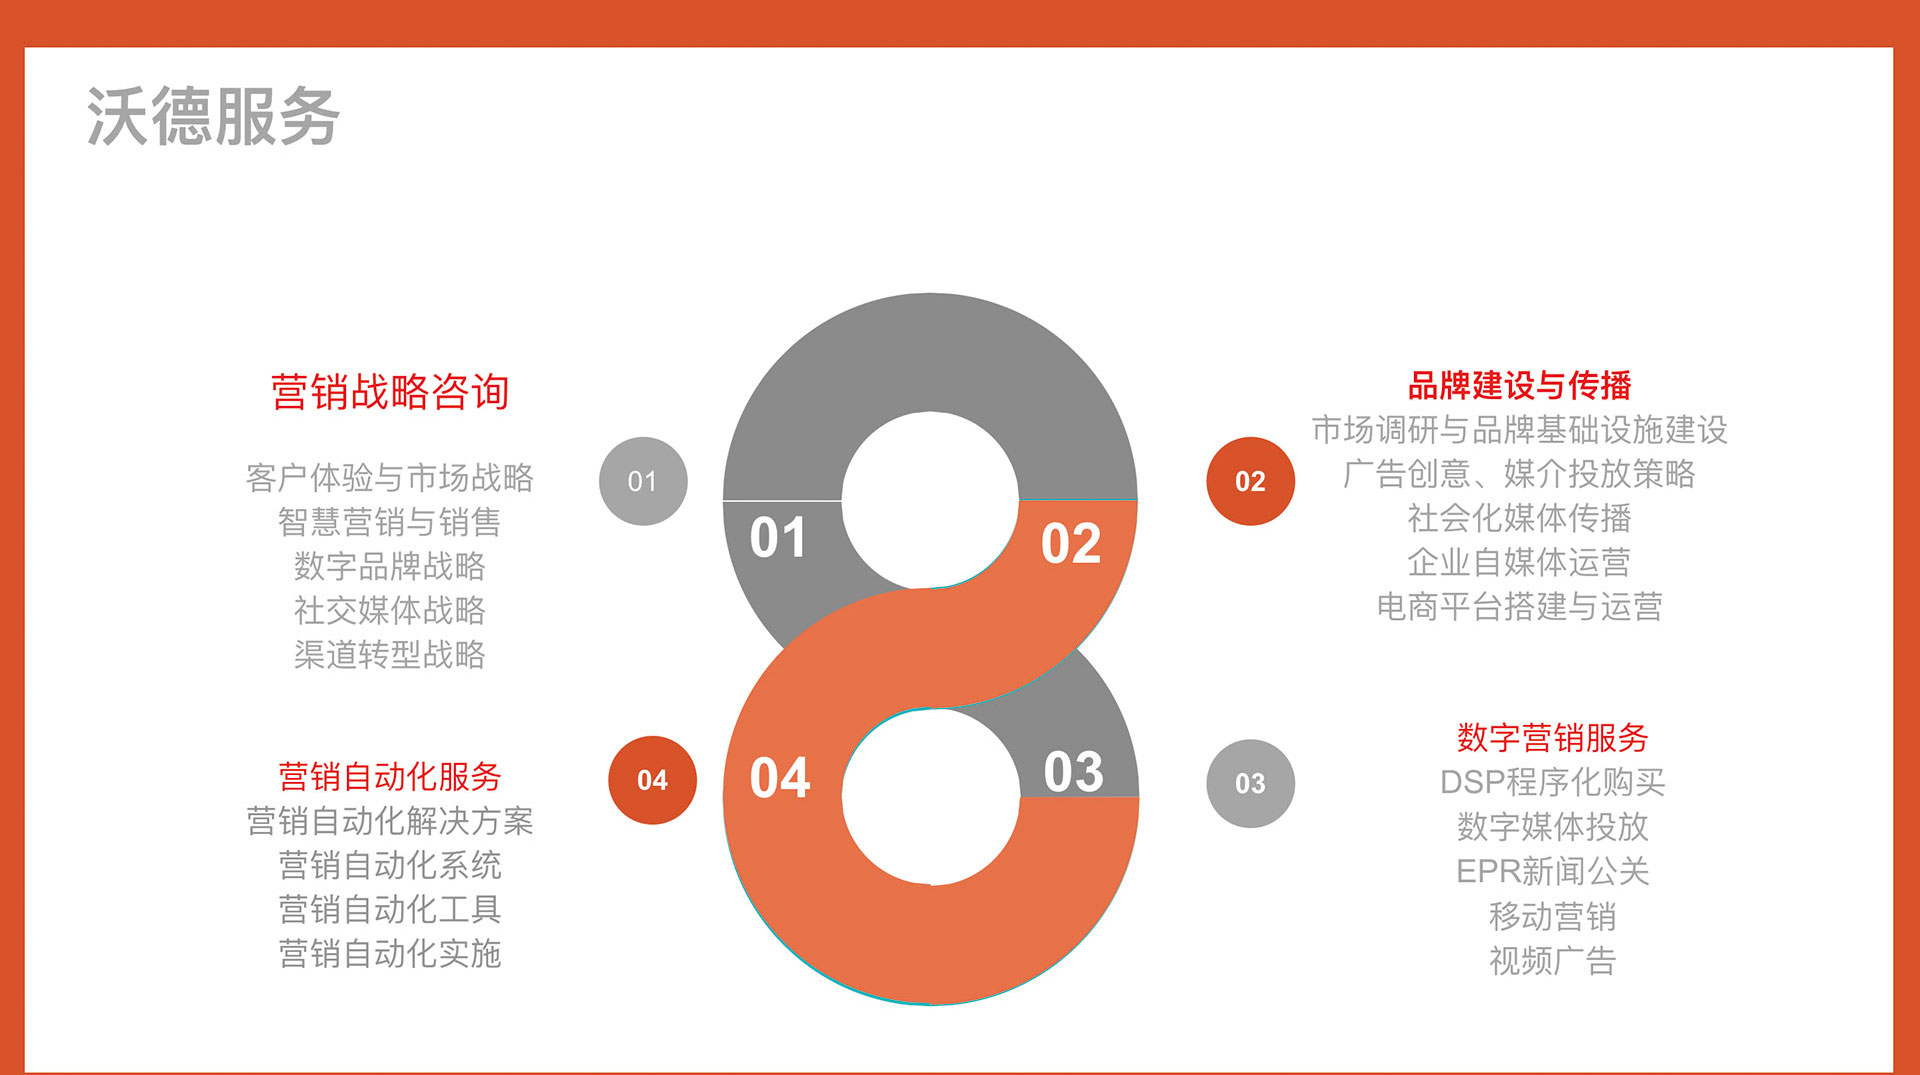 沃德服务
营销战略咨询
客户体验与市场战略
智慧营销与销售
数字品牌战略
社交媒体战略
渠道转型战略
01
01
02
02
品牌建设与传播
市场调研与品牌基础设施建设
广告创意、媒介投放策略
社会化媒体传播
企业自媒体运营
电商平台搭建与运营
营销自动化服务
营销自动化解决方案
营销自动化系统
营销自动化工具
营销自动化实施
04
04
03
03
数字营销服务
DSP程序化购买
数字媒体投放
EPR新闻公关
移动营销
视频广告